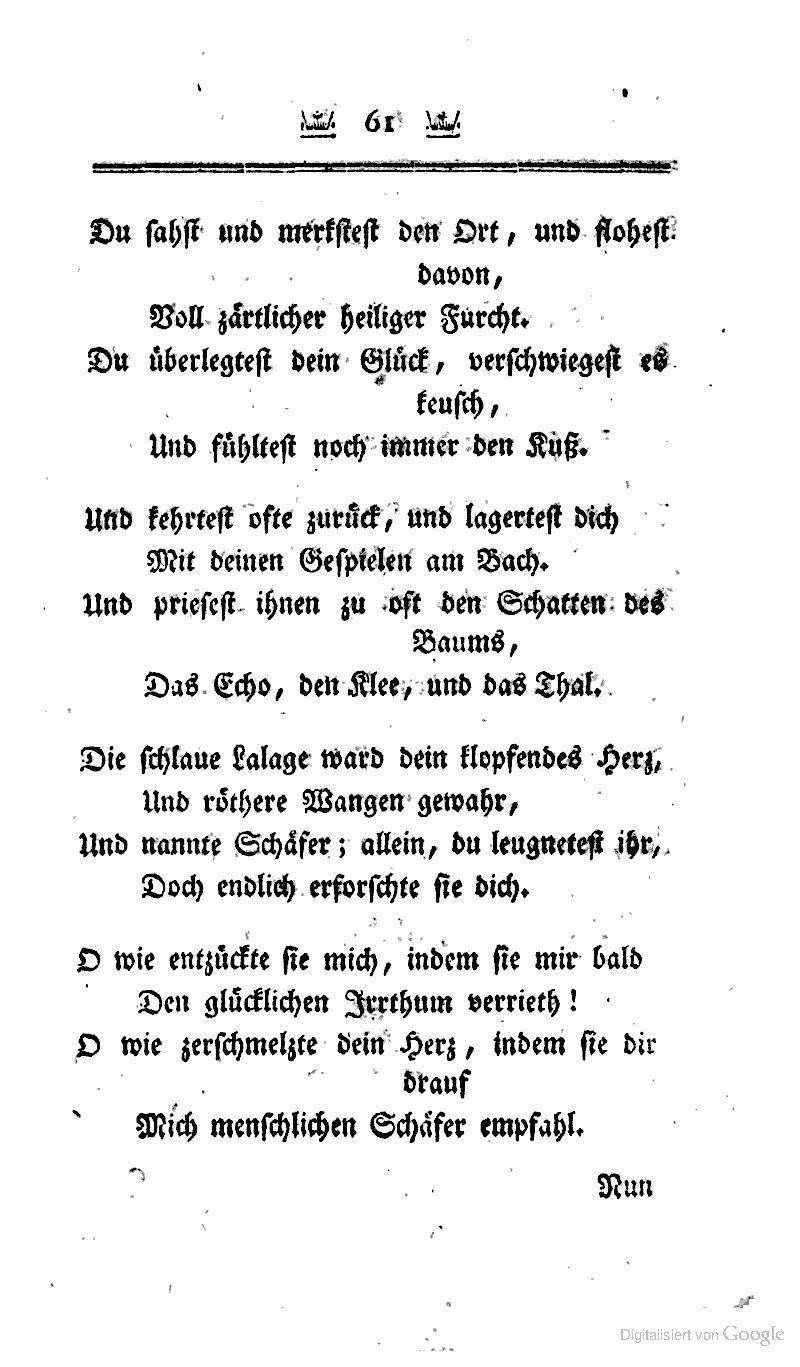 61
Du sahst und merktest den Ort, und flohest
davon,
Voll zärtlicher heiliger Furcht.
Du überlegtest dein Glück, verschwiegest es
keusch,
Und fühltest noch immer den Kuß.
Und kehrtest ofte zurück, und lagertest dich
Mit deinen Gespielen am Bach.
Und priesest ihnen zu oft den Schatten des
Baums,
Das Echo, den Klee, und das Thal.
Die schlaue Lalage ward dein klopfendes Herz,
Und röthere Wangen gewahr,
Und nannte Schäfer; allein, du leugnetest ihr,
Doch endlich erforschte sie dich.
O wie entzückte sie mich, indem sie mir bald
Den glücklichen Irrthum verrieth!
O wie zerschmelzte dein Herz, indem sie dir
drauf
Mich menschlichen Schäfer empfahl.
Nun
Digitalisiert von Google